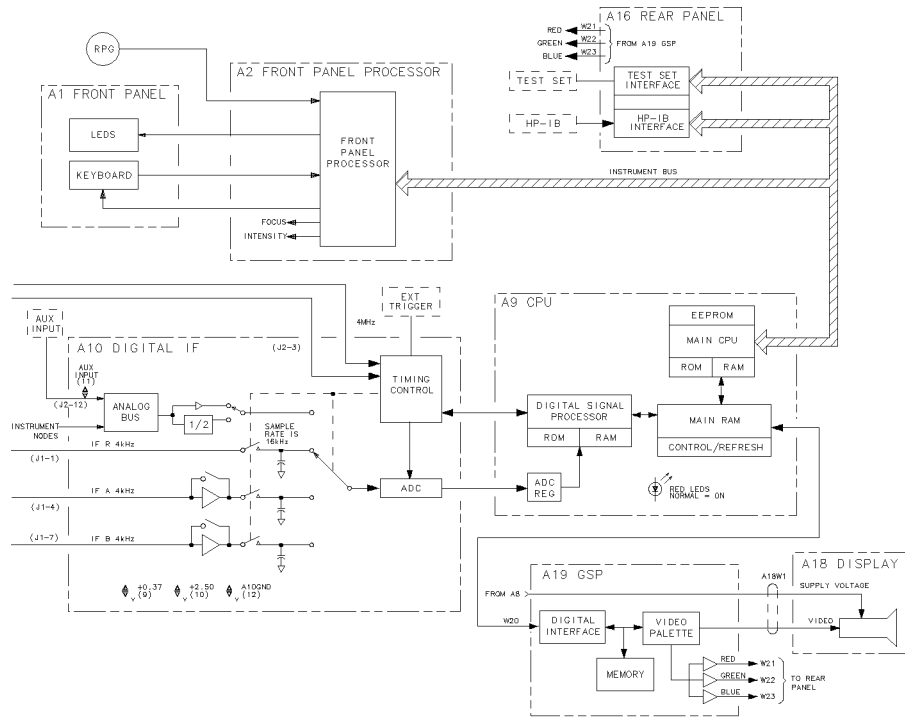 A16 REAR PANEL
RED W21
GREEN W22
BLUE W23
FROM A19 GSP
RPG
A2 FRONT PANEL PROCESSOR
A1 FRONT PANEL
TEST SET
TEST SET INTERFACE
LEDS
HP-IB
HP-IB INTERFACE
FRONT PANEL PROCESSOR
KEYBOARD
INSTRUMENT BUS
FOCUS
INTENSITY
EXT TRIGGER
A9 CPU
AUX INPUT
4MHz
EEPROM
A10 DIGITAL IF
(J2-3)
MAIN CPU
AUX INPUT (11)
TIMING CONTROL
ROM RAM
(J2-12)
ANALOG BUS
DIGITAL SIGNAL PROCESSOR
MAIN RAM
1/2
INSTRUMENT NODES
SAMPLE RATE IS 16kHz
ROM RAM
CONTROL/REFRESH
IF R 4kHz
(J1-1)
ADC
ADC REG
RED LEDS
NORMAL = ON
IF A 4kHz
(J1-4)
IF B 4kHz
(J1-7)
A19 GSP
A18W1
A18 DISPLAY
+0.37 (9)
+2.50 (10)
A10GND (12)
SUPPLY VOLTAGE
FROM A8
W20
DIGITAL INTERFACE
VIDEO PALETTE
VIDEO
MEMORY
RED W21
GREEN W22
BLUE W23
TO REAR PANEL